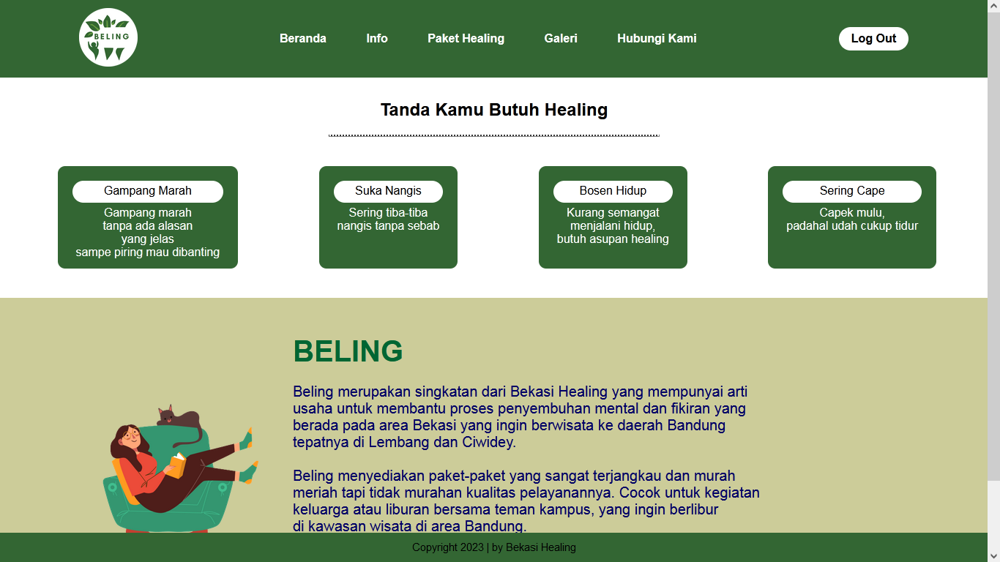 BELING
Beranda Info Paket Healing Galeri Hubungi Kami Log Out
Tanda Kamu Butuh Healing
Gampang Marah
Gampang marah
tanpa ada alasan
yang jelas
sampe piring mau dibanting
Suka Nangis
Sering tiba-tiba
nangis tanpa sebab
Bosen Hidup
Kurang semangat
menjalani hidup,
butuh asupan healing
Sering Cape
Capek mulu,
padahal udah cukup tidur
BELING
Beling merupakan singkatan dari Bekasi Healing yang mempunyai arti
usaha untuk membantu proses penyembuhan mental dan fikiran yang
berada pada area Bekasi yang ingin berwisata ke daerah Bandung
tepatnya di Lembang dan Ciwidey.
Beling menyediakan paket-paket yang sangat terjangkau dan murah
meriah tapi tidak murahan kualitas pelayanannya. Cocok untuk kegiatan
keluarga atau liburan bersama teman kampus, yang ingin berlibur
di kawasan wisata di area Bandung.
Copyright 2023 | by Bekasi Healing